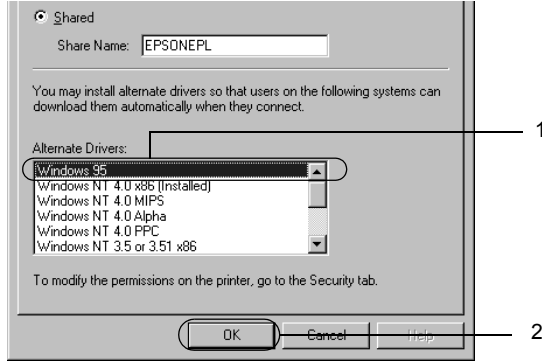 Shared
Share Name: EPSONEPL
You may install alternate drivers so that users on the following systems can
download them automatically when they connect.
1
Alternate Drivers:
Windows 95
Windows NT 4.0 x86 (Installed)
Windows NT 4.0 MIPS
Windows NT 4.0 Alpha
Windows NT 4.0 PPC
Windows NT 3.5 or 3.51 x86
To modify the permissions on the printer, go to the Security tab.
OK Cancel Help 2